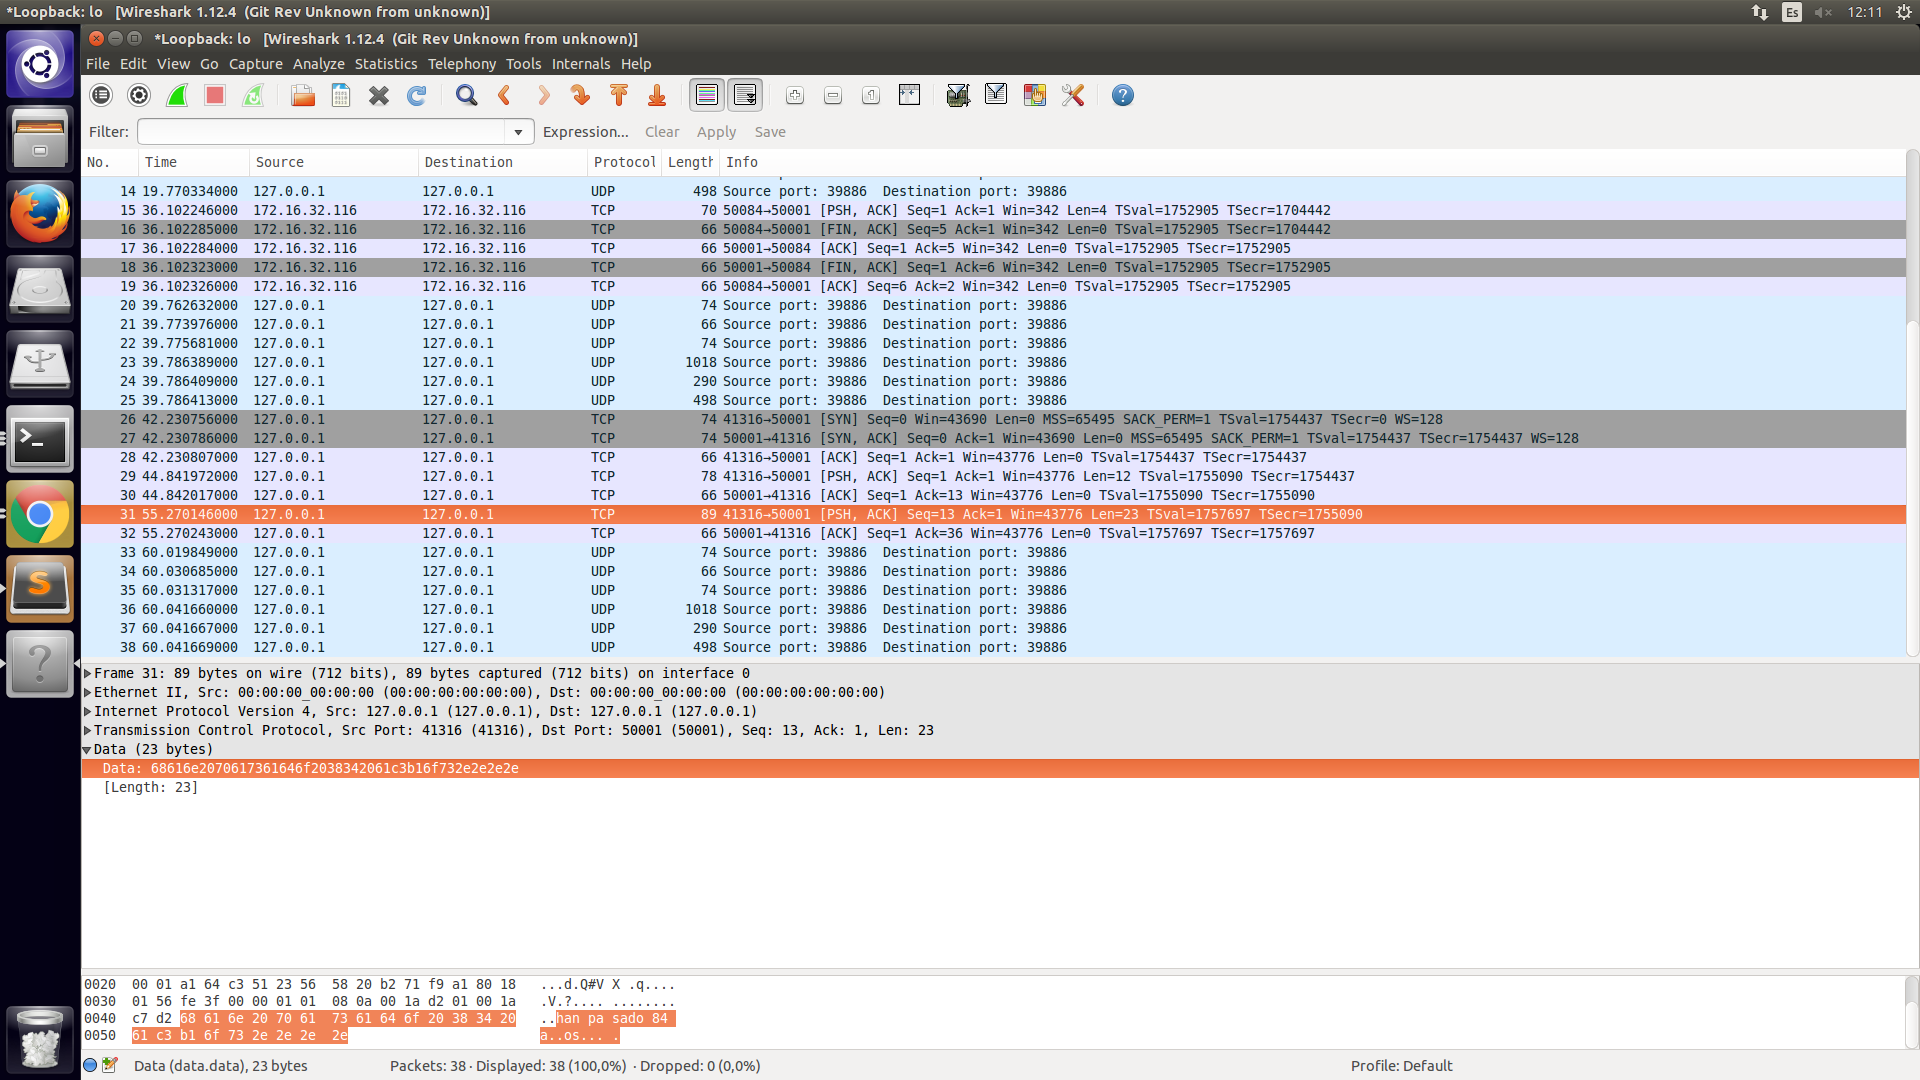 *Loopback: lo   [Wireshark 1.12.4  (Git Rev Unknown from unknown)]
Es
12:11
*Loopback: lo   [Wireshark 1.12.4  (Git Rev Unknown from unknown)]
File Edit View Go Capture Analyze Statistics Telephony Tools Internals Help
Filter: Expression... Clear Apply Save
No. Time Source Destination Protocol Length Info
14 19.770334000 127.0.0.1 127.0.0.1 UDP 498 Source port: 39886  Destination port: 39886
15 36.102246000 172.16.32.116 172.16.32.116 TCP 70 50084→50001 [PSH, ACK] Seq=1 Ack=1 Win=342 Len=4 TSval=1752905 TSecr=1704442
16 36.102285000 172.16.32.116 172.16.32.116 TCP 66 50084→50001 [FIN, ACK] Seq=5 Ack=1 Win=342 Len=0 TSval=1752905 TSecr=1704442
17 36.102284000 172.16.32.116 172.16.32.116 TCP 66 50001→50084 [ACK] Seq=1 Ack=5 Win=342 Len=0 TSval=1752905 TSecr=1752905
18 36.102323000 172.16.32.116 172.16.32.116 TCP 66 50001→50084 [FIN, ACK] Seq=1 Ack=6 Win=342 Len=0 TSval=1752905 TSecr=1752905
19 36.102326000 172.16.32.116 172.16.32.116 TCP 66 50084→50001 [ACK] Seq=6 Ack=2 Win=342 Len=0 TSval=1752905 TSecr=1752905
20 39.762632000 127.0.0.1 127.0.0.1 UDP 74 Source port: 39886  Destination port: 39886
21 39.773976000 127.0.0.1 127.0.0.1 UDP 66 Source port: 39886  Destination port: 39886
22 39.775681000 127.0.0.1 127.0.0.1 UDP 74 Source port: 39886  Destination port: 39886
23 39.786389000 127.0.0.1 127.0.0.1 UDP 1018 Source port: 39886  Destination port: 39886
24 39.786409000 127.0.0.1 127.0.0.1 UDP 290 Source port: 39886  Destination port: 39886
25 39.786413000 127.0.0.1 127.0.0.1 UDP 498 Source port: 39886  Destination port: 39886
26 42.230756000 127.0.0.1 127.0.0.1 TCP 74 41316→50001 [SYN] Seq=0 Win=43690 Len=0 MSS=65495 SACK_PERM=1 TSval=1754437 TSecr=0 WS=128
27 42.230786000 127.0.0.1 127.0.0.1 TCP 74 50001→41316 [SYN, ACK] Seq=0 Ack=1 Win=43690 Len=0 MSS=65495 SACK_PERM=1 TSval=1754437 TSecr=1754437 WS=128
28 42.230807000 127.0.0.1 127.0.0.1 TCP 66 41316→50001 [ACK] Seq=1 Ack=1 Win=43776 Len=0 TSval=1754437 TSecr=1754437
29 44.841972000 127.0.0.1 127.0.0.1 TCP 78 41316→50001 [PSH, ACK] Seq=1 Ack=1 Win=43776 Len=12 TSval=1755090 TSecr=1754437
30 44.842017000 127.0.0.1 127.0.0.1 TCP 66 50001→41316 [ACK] Seq=1 Ack=13 Win=43776 Len=0 TSval=1755090 TSecr=1755090
31 55.270146000 127.0.0.1 127.0.0.1 TCP 89 41316→50001 [PSH, ACK] Seq=13 Ack=1 Win=43776 Len=23 TSval=1757697 TSecr=1755090
32 55.270243000 127.0.0.1 127.0.0.1 TCP 66 50001→41316 [ACK] Seq=1 Ack=36 Win=43776 Len=0 TSval=1757697 TSecr=1757697
33 60.019849000 127.0.0.1 127.0.0.1 UDP 74 Source port: 39886  Destination port: 39886
34 60.030685000 127.0.0.1 127.0.0.1 UDP 66 Source port: 39886  Destination port: 39886
35 60.031317000 127.0.0.1 127.0.0.1 UDP 74 Source port: 39886  Destination port: 39886
36 60.041660000 127.0.0.1 127.0.0.1 UDP 1018 Source port: 39886  Destination port: 39886
37 60.041667000 127.0.0.1 127.0.0.1 UDP 290 Source port: 39886  Destination port: 39886
38 60.041669000 127.0.0.1 127.0.0.1 UDP 498 Source port: 39886  Destination port: 39886
Frame 31: 89 bytes on wire (712 bits), 89 bytes captured (712 bits) on interface 0
Ethernet II, Src: 00:00:00_00:00:00 (00:00:00:00:00:00), Dst: 00:00:00_00:00:00 (00:00:00:00:00:00)
Internet Protocol Version 4, Src: 127.0.0.1 (127.0.0.1), Dst: 127.0.0.1 (127.0.0.1)
Transmission Control Protocol, Src Port: 41316 (41316), Dst Port: 50001 (50001), Seq: 13, Ack: 1, Len: 23
Data (23 bytes)
Data: 68616e2070617361646f2038342061c3b16f732e2e2e2e
[Length: 23]
0020  00 01 a1 64 c3 51 23 56  58 20 b2 71 f9 a1 80 18   ...d.Q#V X .q....
0030  01 56 fe 3f 00 00 01 01  08 0a 00 1a d2 01 00 1a   .V.?.... ........
0040  c7 d2 68 61 6e 20 70 61  73 61 64 6f 20 38 34 20   ..han pa sado 84
0050  61 c3 b1 6f 73 2e 2e 2e  2e   a..os... .
Data (data.data), 23 bytes Packets: 38 · Displayed: 38 (100,0%) · Dropped: 0 (0,0%) Profile: Default